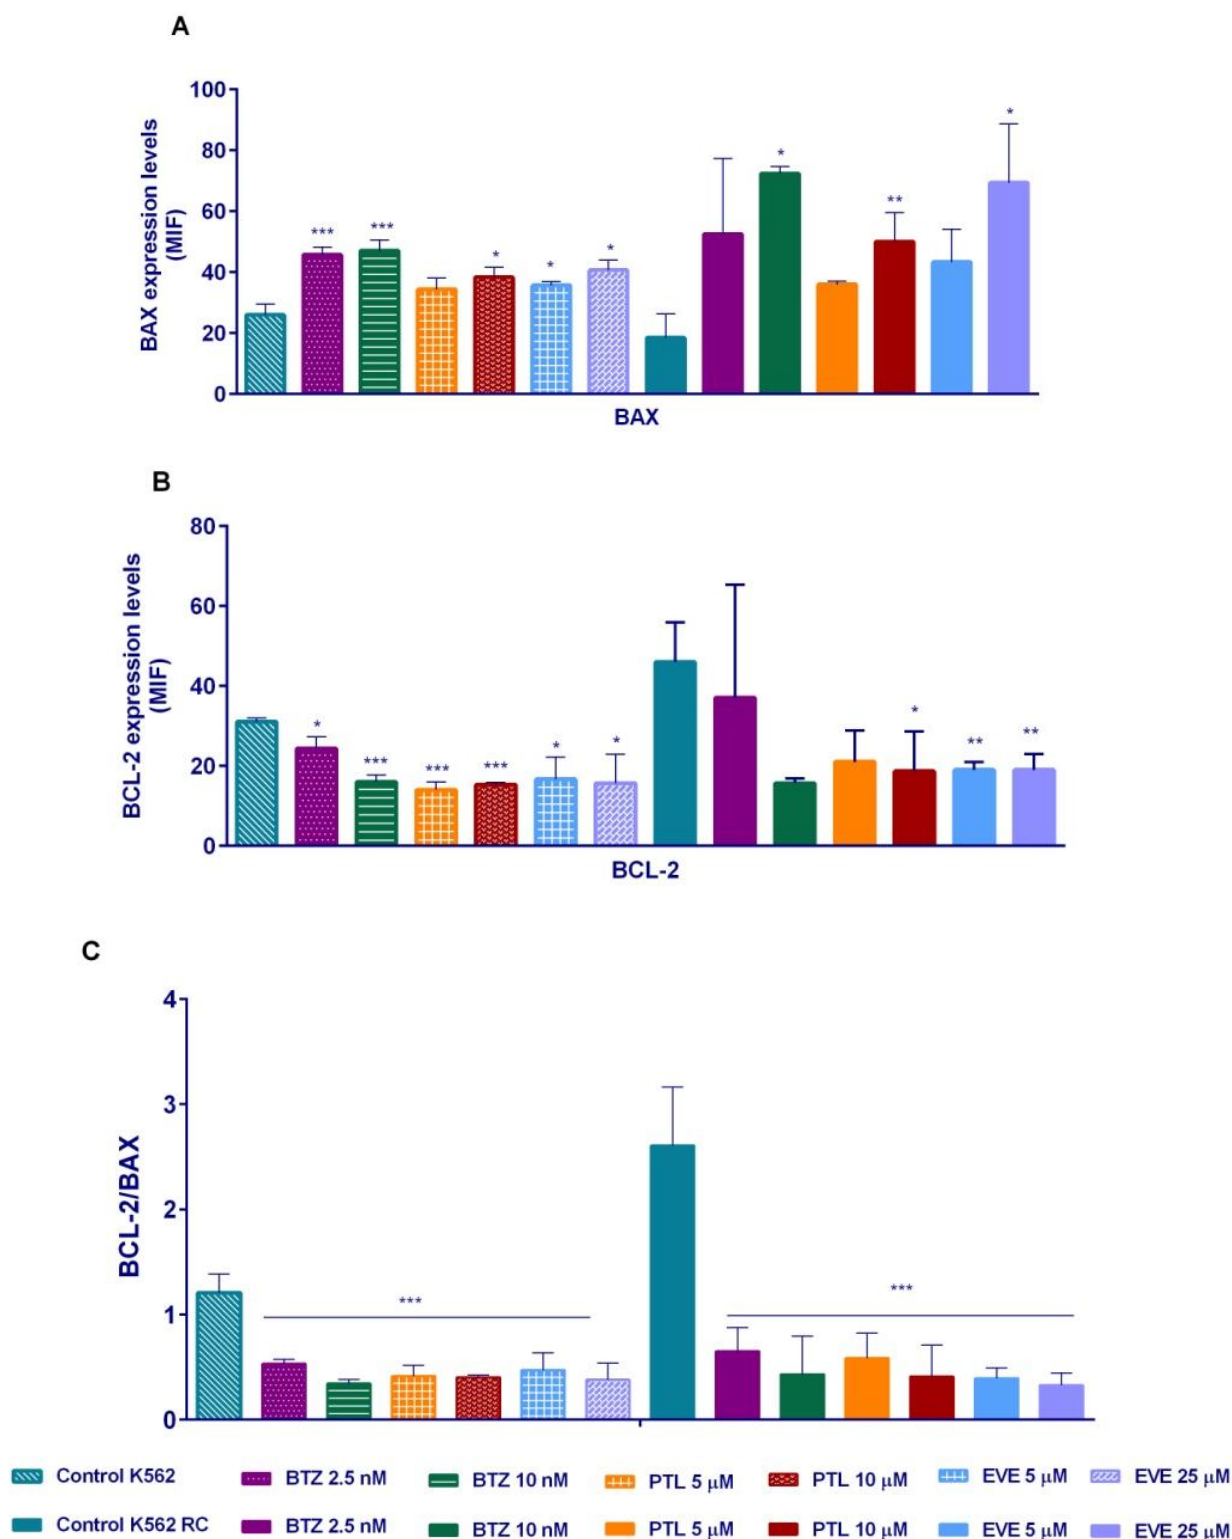 A
100
80
60
40
20
0
BAX expression levels
(MIF)
***
***
*
*
*
*
**
*
BAX
B
80
60
40
20
0
BCL-2 expression levels
(MIF)
*
***
***
***
*
*
*
**
**
BCL-2
C
4
3
2
1
0
BCL-2/BAX
***
***
Control K562 BTZ 2.5 nM BTZ 10 nM PTL 5 μM PTL 10 μM EVE 5 μM EVE 25 μM
Control K562 RC BTZ 2.5 nM BTZ 10 nM PTL 5 μM PTL 10 μM EVE 5 μM EVE 25 μM